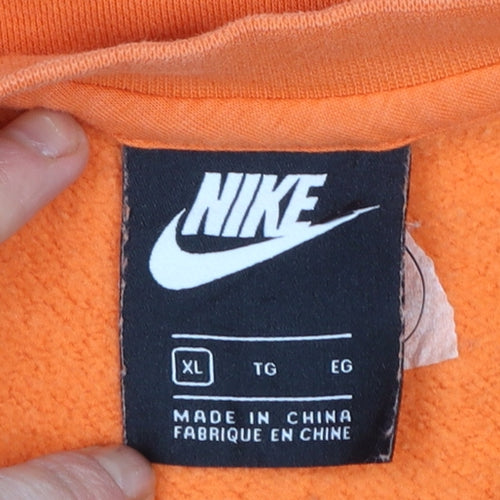 NIKE
XL TG EG
MADE IN CHINA
FABRIQUE EN CHINE